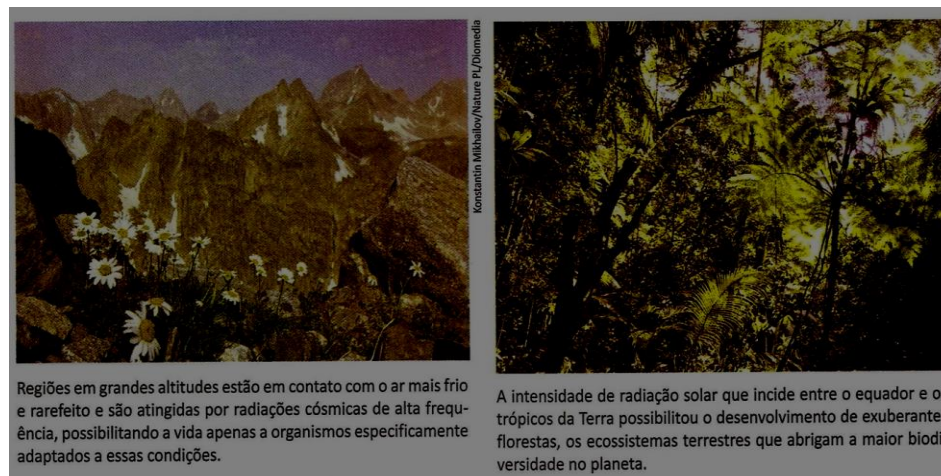 Konstantin Mikhailov/Nature PL/Diomedia
Regiões em grandes altitudes estão em contato com o ar mais frio
e rarefeito e são atingidas por radiações cósmicas de alta frequ-
ência, possibilitando a vida apenas a organismos especificamente
adaptados a essas condições.
A intensidade de radiação solar que incide entre o equador e o
trópicos da Terra possibilitou o desenvolvimento de exuberante
florestas, os ecossistemas terrestres que abrigam a maior biodi
versidade no planeta.